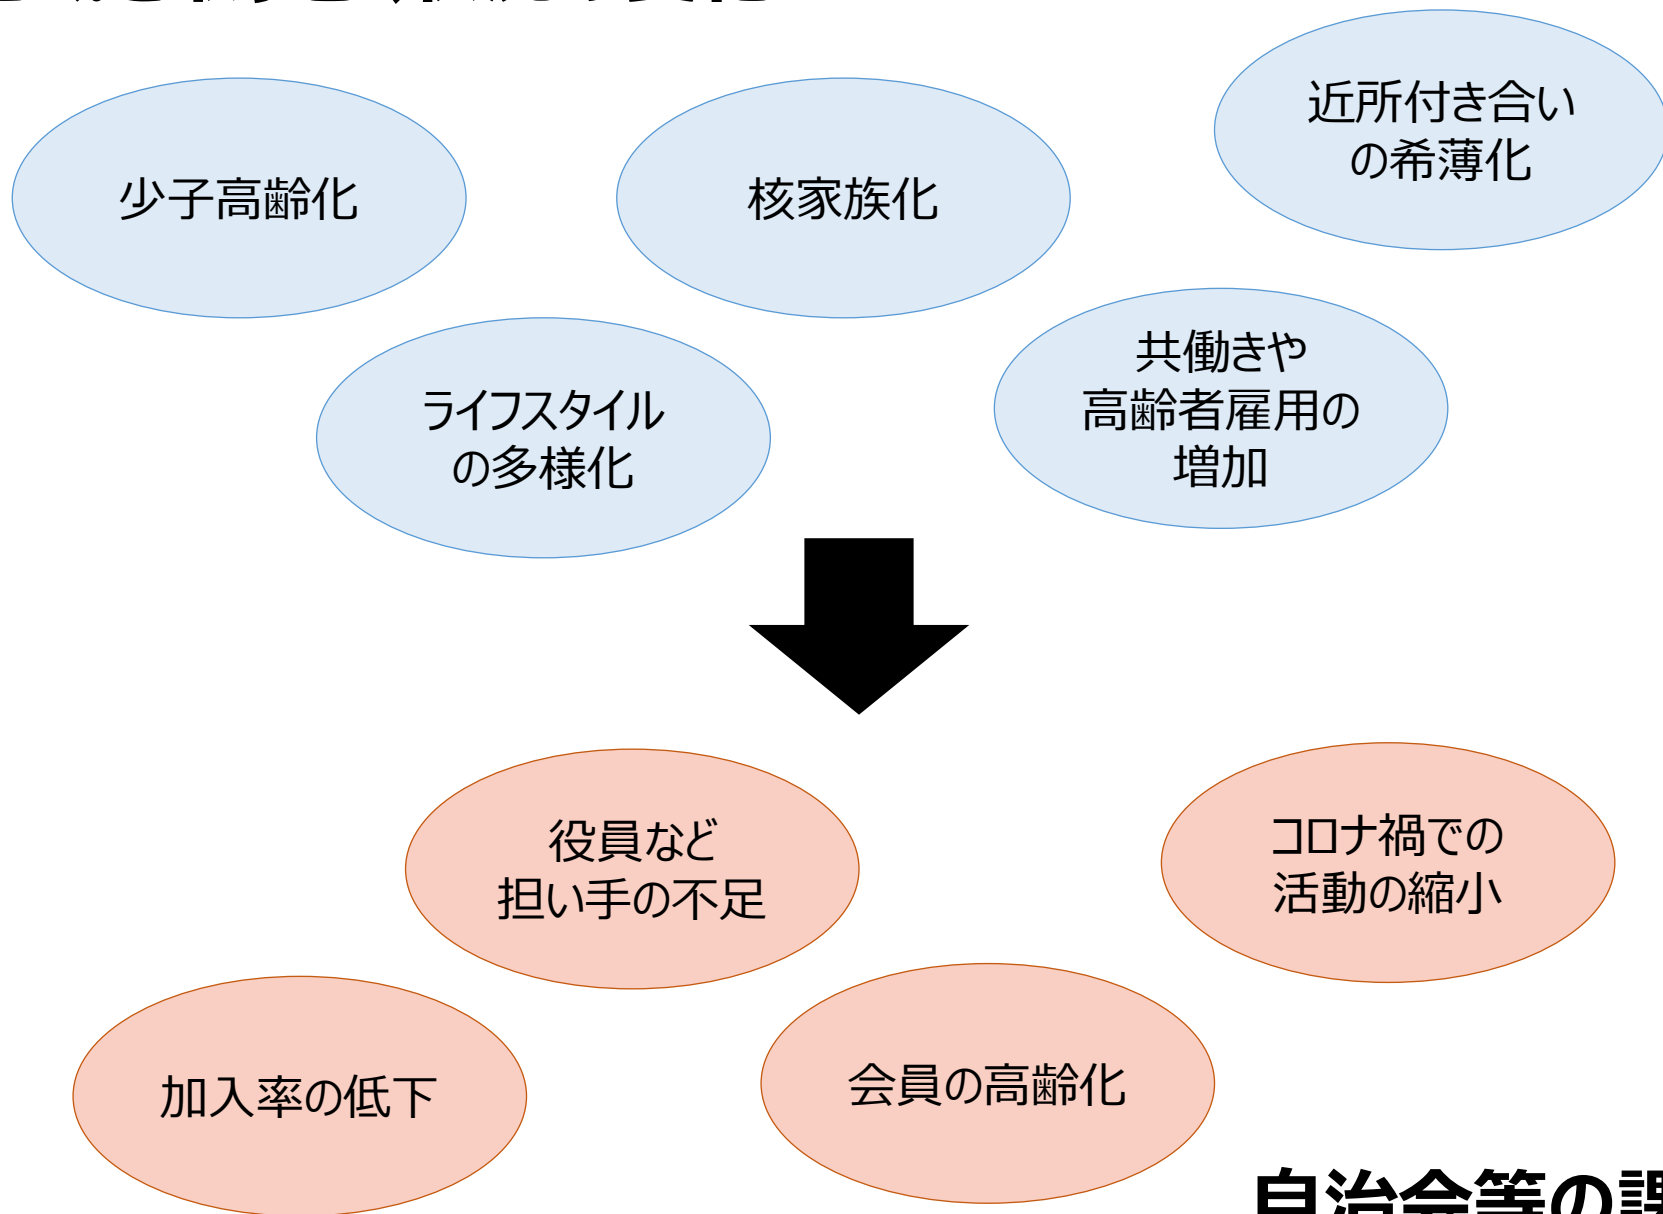 少子高齢化
核家族化
近所付き合い
の希薄化
ライフスタイル
の多様化
共働きや
高齢者雇用の
増加
役員など
担い手の不足
コロナ禍での
活動の縮小
加入率の低下
会員の高齢化
自治会等の課